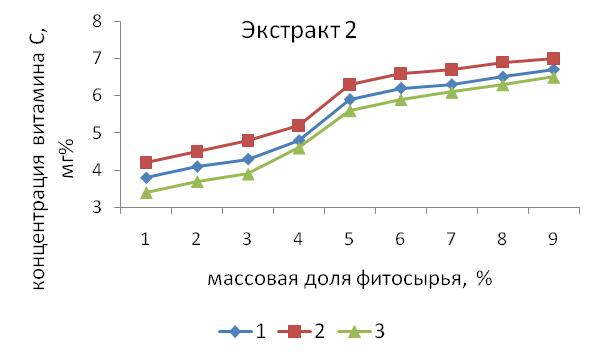 Экстракт 2
концентрация витамина С,
мг%
8
7
6
5
4
3
1 2 3 4 5 6 7 8 9
массовая доля фитосырья, %
1 2 3